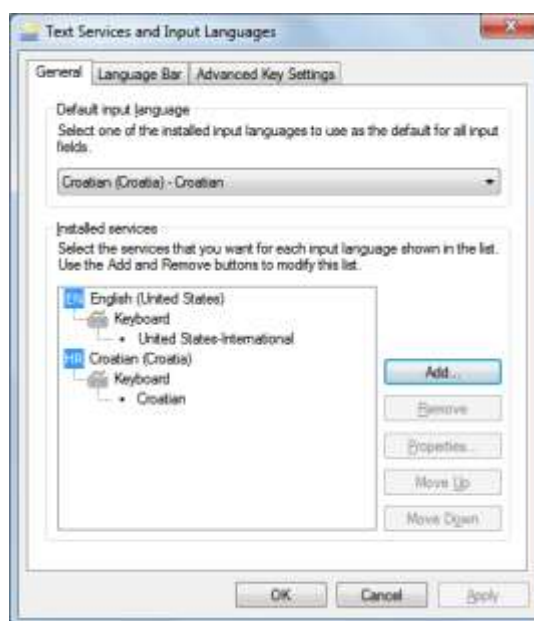 Text Services and Input Languages
General Language Bar Advanced Key Settings
Default input language
Select one of the installed input languages to use as the default for all input
fields.
Croatian (Croatia) - Croatian
Installed services
Select the services that you want for each input language shown in the list.
Use the Add and Remove buttons to modify this list.
EN English (United States)
Keyboard
• United States-International
HR Croatian (Croatia)
Keyboard
• Croatian
Add...
Remove
Properties...
Move Up
Move Down
OK Cancel Apply